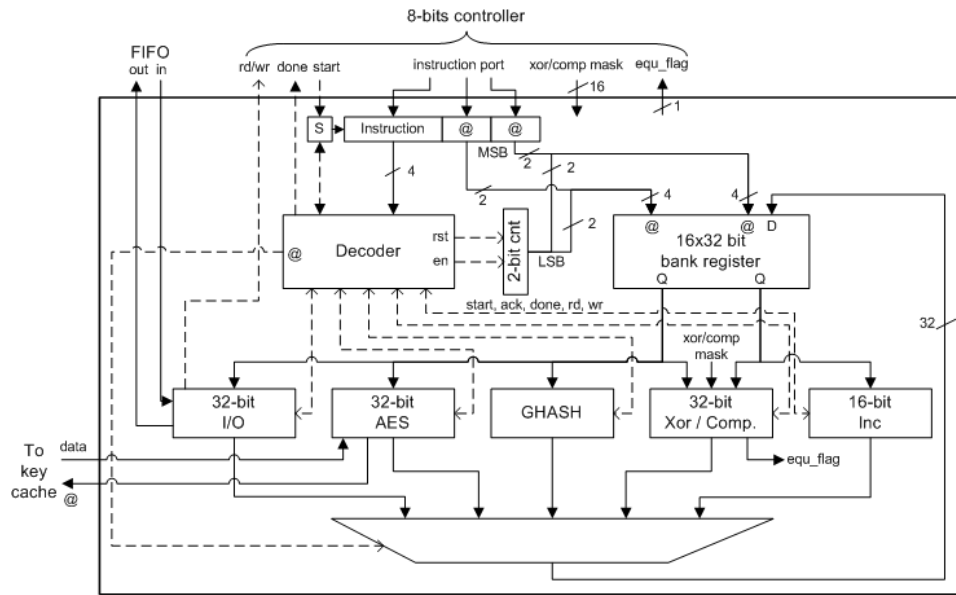 8-bits controller
FIFO
out in
rd/wr done start
instruction port
xor/comp mask
equ_flag
16
1
S
Instruction
@
@
MSB
2
2
4
2
4
4
2
@
Decoder
rst
en
2-bit cnt
LSB
@
@ D
16x32 bit
bank register
Q
Q
start, ack, done, rd, wr
32
xor/comp
mask
32-bit
I/O
32-bit
AES
GHASH
32-bit
Xor / Comp.
16-bit
Inc
To
key
cache
data
@
equ_flag